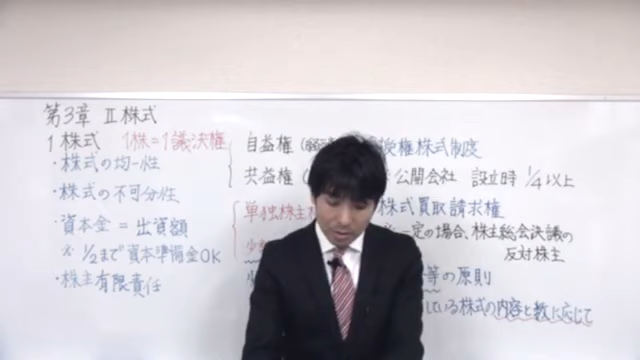 第3章 Ⅱ株式
1 株式 1株=1議決権
・株式の均一性
・株式の不可分性
・資本金 = 出資額
※ 1/2まで資本準備金OK
・株主有限責任
自益権(
共益権(
単独株主
授権株式制度
公開会社 設立時 1/4以上
株式買取請求権
一定の場合、株主総会決議の
反対株主
等の原則
している株式の内容と数に応じて